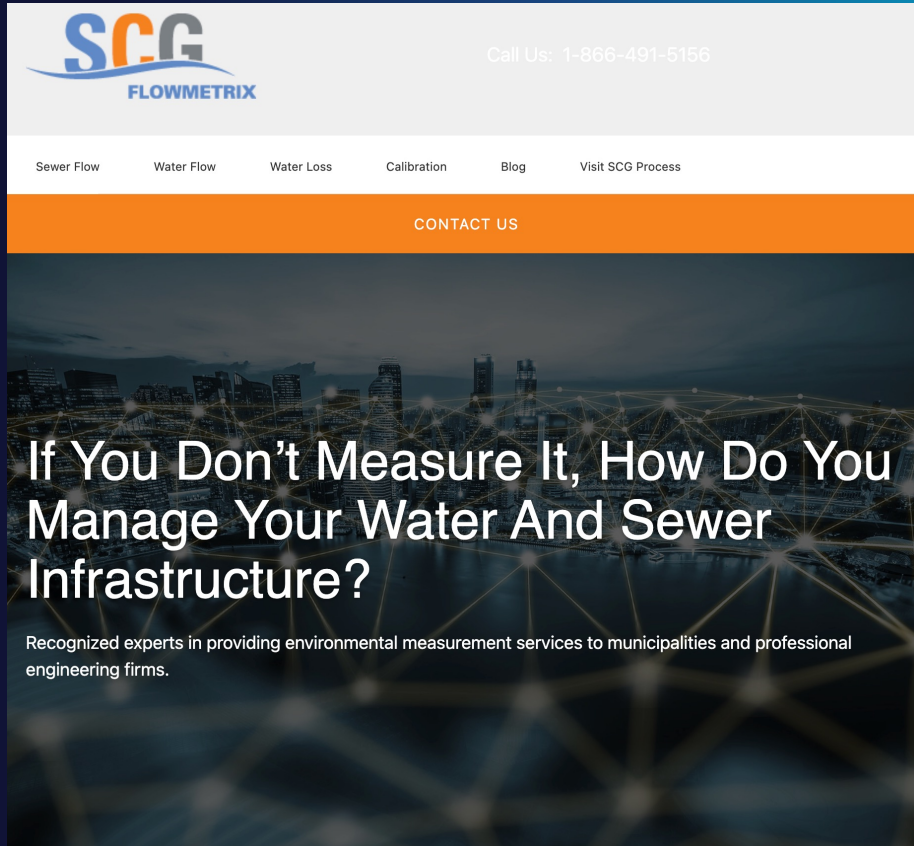 SCG
FLOWMETRIX
Call Us: 1-866-491-5156
Sewer Flow
Water Flow
Water Loss
Calibration
Blog
Visit SCG Process
CONTACT US
If You Don’t Measure It, How Do You
Manage Your Water And Sewer
Infrastructure?
Recognized experts in providing environmental measurement services to municipalities and professional
engineering firms.